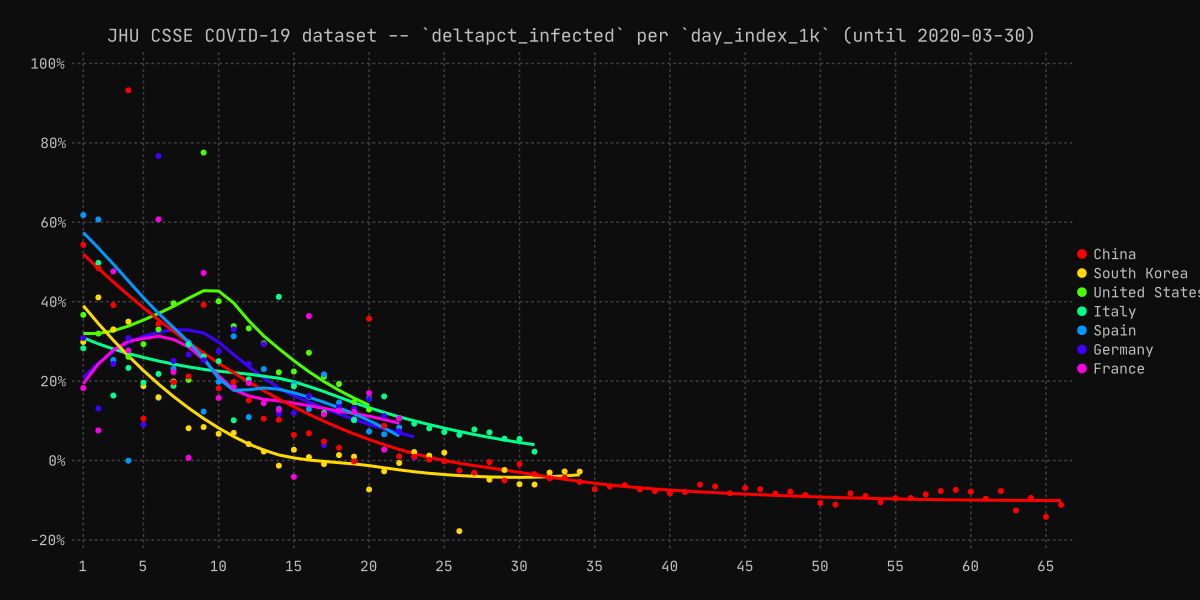 JHU CSSE COVID-19 dataset -- `deltapct_infected` per `day_index_1k` (until 2020-03-30)
100%
80%
60%
40%
20%
0%
-20%
1 5 10 15 20 25 30 35 40 45 50 55 60 65
China
South Korea
United States
Italy
Spain
Germany
France